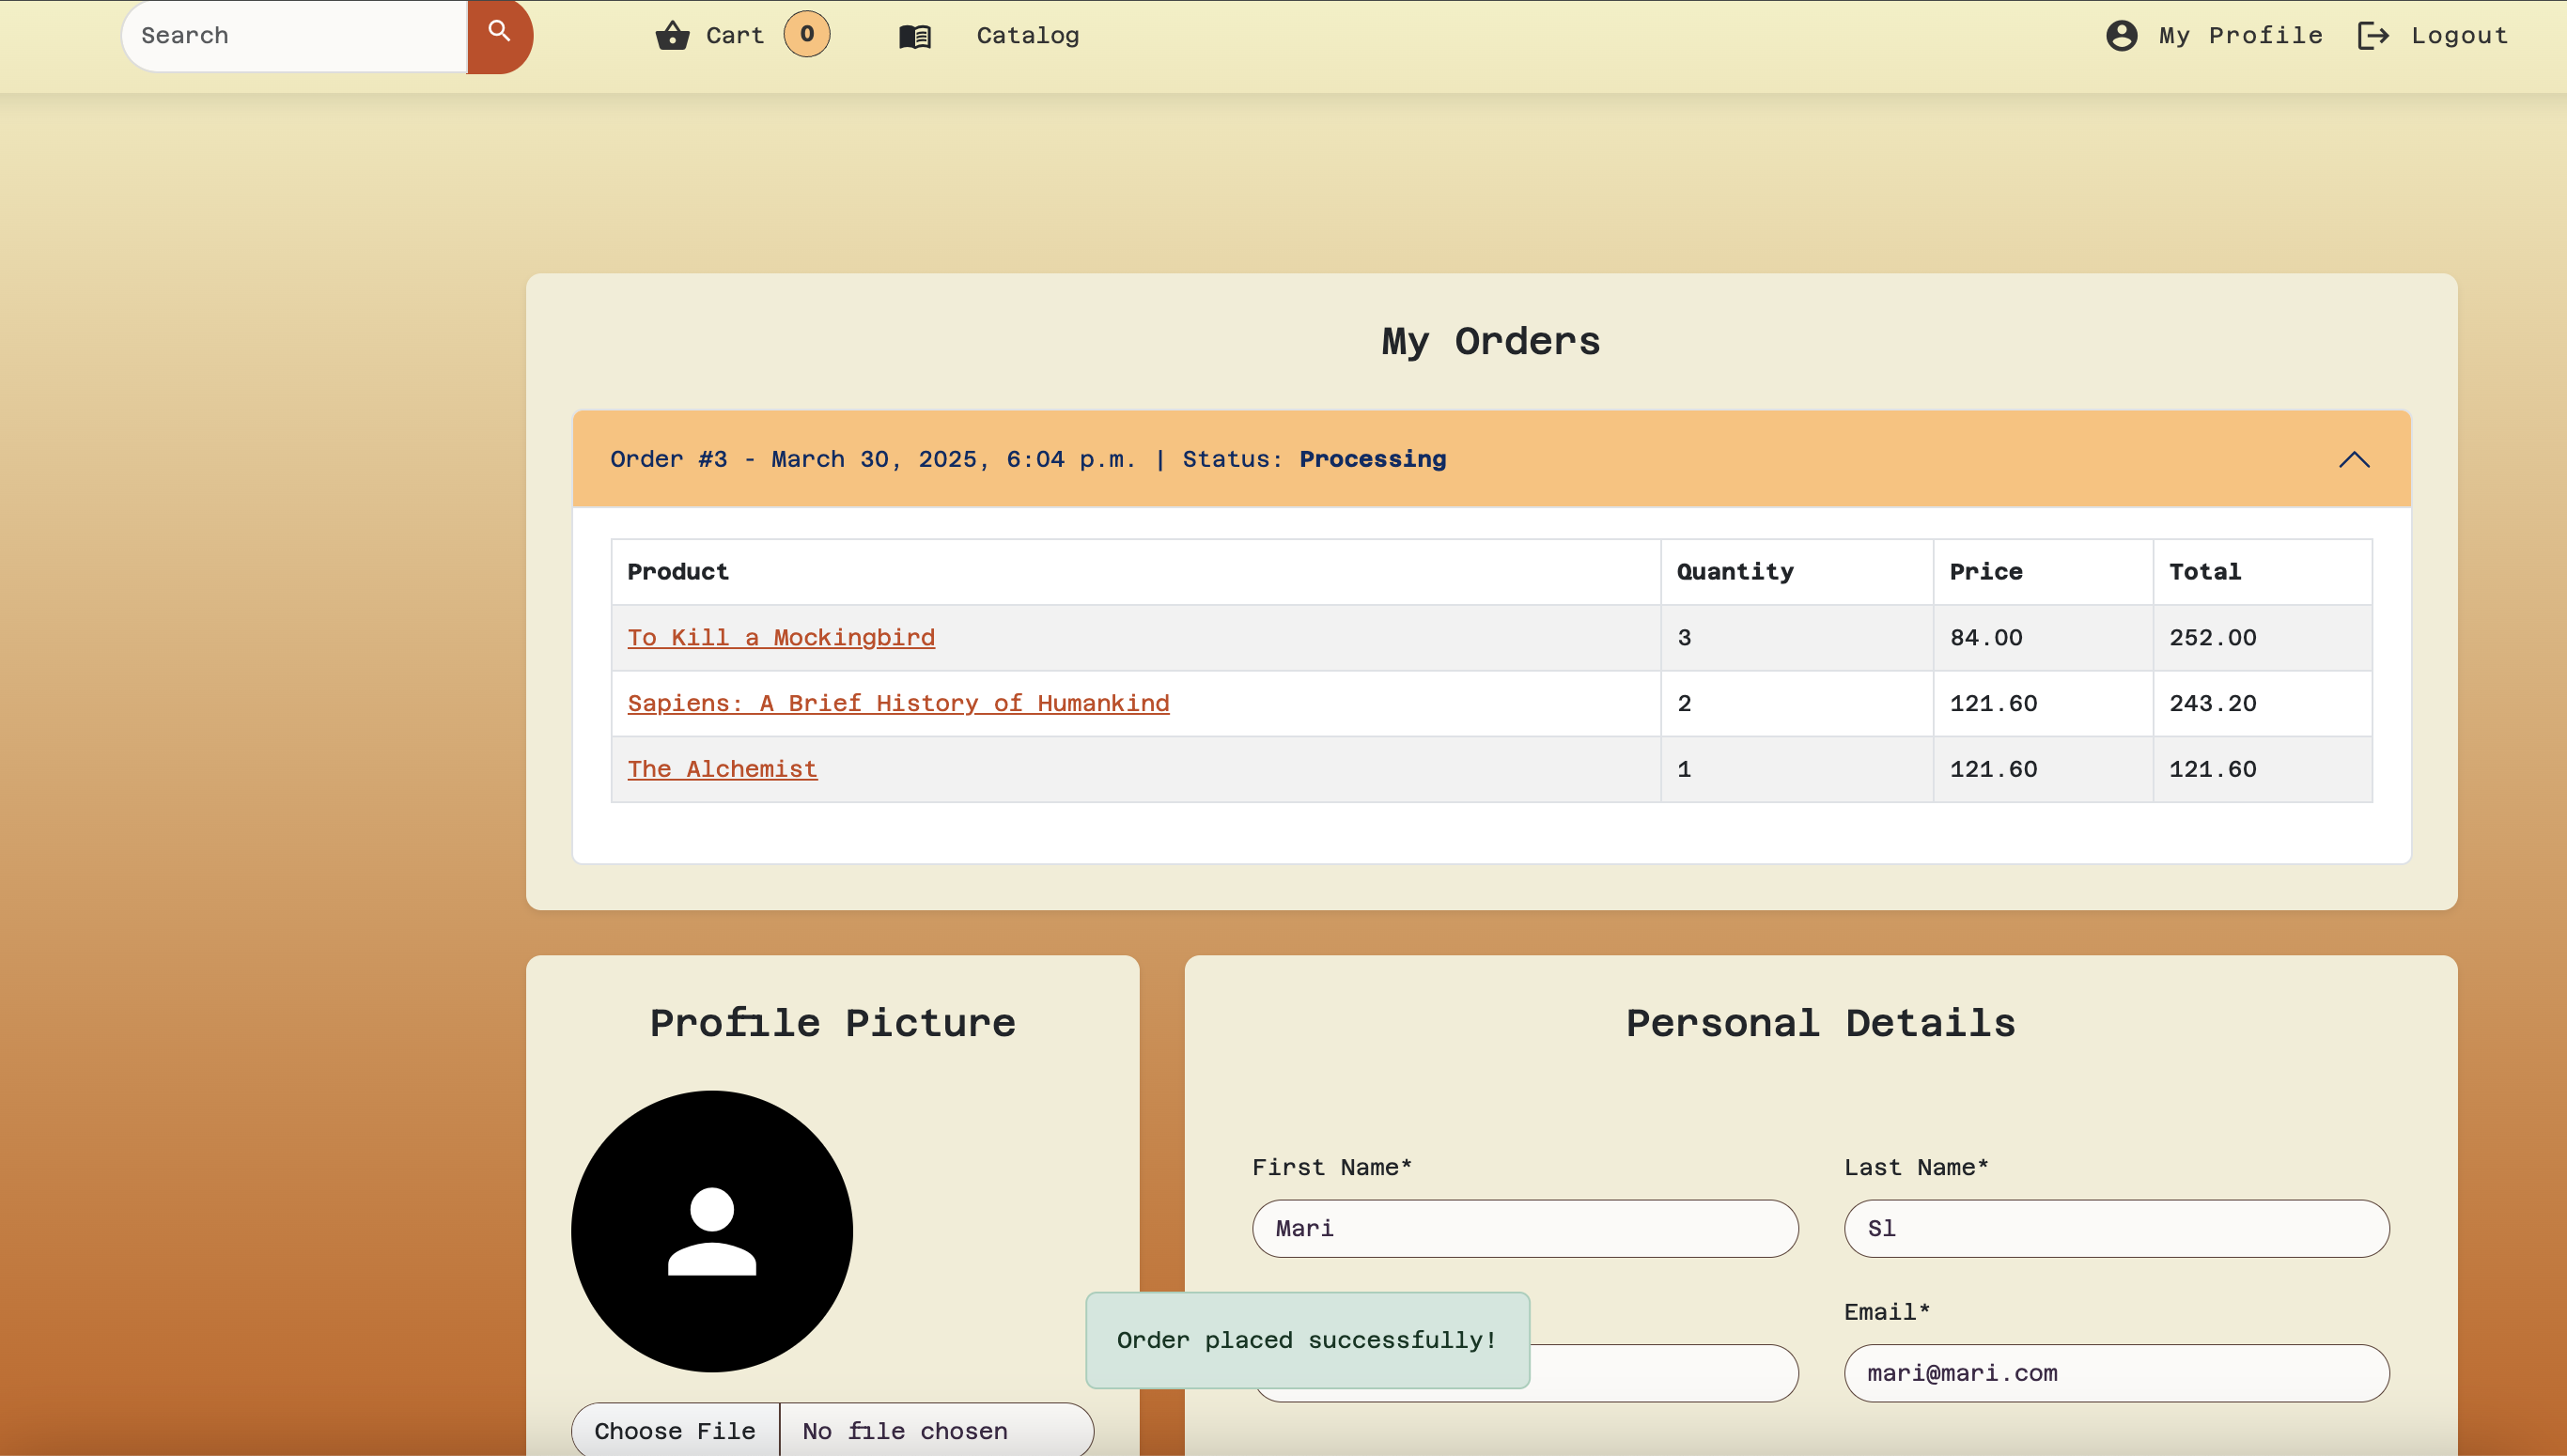 Search
Cart 0
Catalog
My Profile
Logout
My Orders
Order #3 - March 30, 2025, 6:04 p.m. | Status: Processing
Product Quantity Price Total
To Kill a Mockingbird 3 84.00 252.00
Sapiens: A Brief History of Humankind 2 121.60 243.20
The Alchemist 1 121.60 121.60
Profile Picture
Choose File No file chosen
Personal Details
First Name* Last Name*
Mari Sl
Email*
mari@mari.com
Order placed successfully!